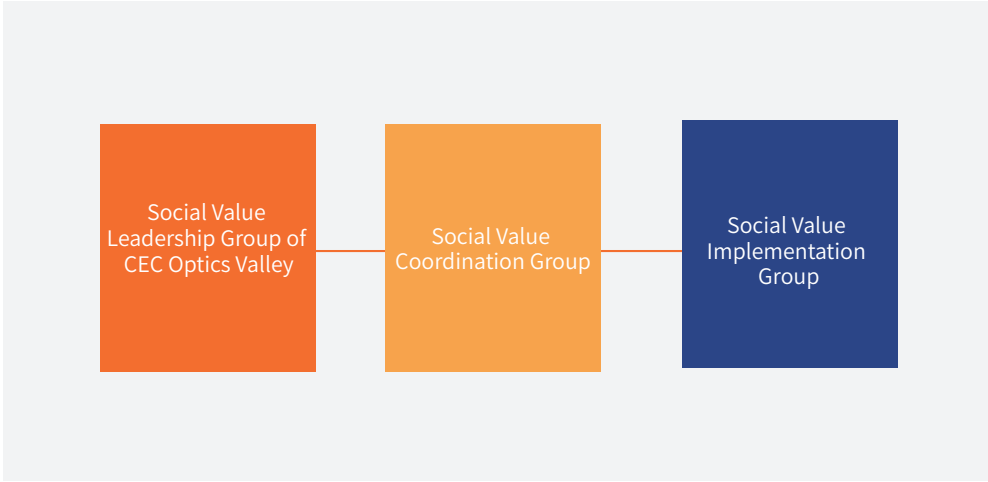 Social Value
Leadership Group of
CEC Optics Valley
Social Value
Coordination Group
Social Value
Implementation
Group